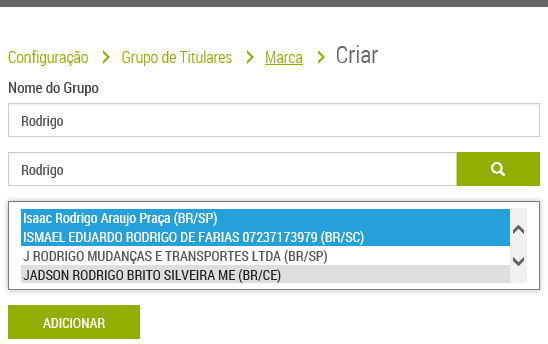 Configuração > Grupo de Titulares > Marca > Criar
Nome do Grupo
Rodrigo
Rodrigo
Isaac Rodrigo Araujo Praça (BR/SP)
ISMAEL EDUARDO RODRIGO DE FARIAS 07237173979 (BR/SC)
J RODRIGO MUDANÇAS E TRANSPORTES LTDA (BR/SP)
JADSON RODRIGO BRITO SILVEIRA ME (BR/CE)
ADICIONAR